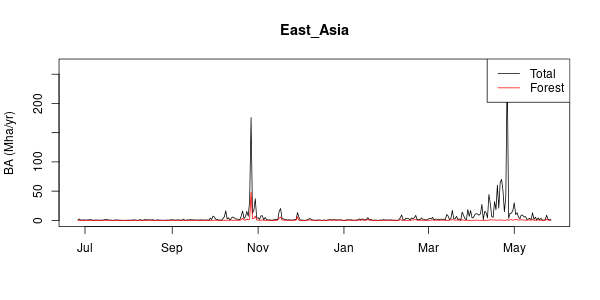 East_Asia
BA (Mha/yr)
200
100
50
0
Total
Forest
Jul Sep Nov Jan Mar May